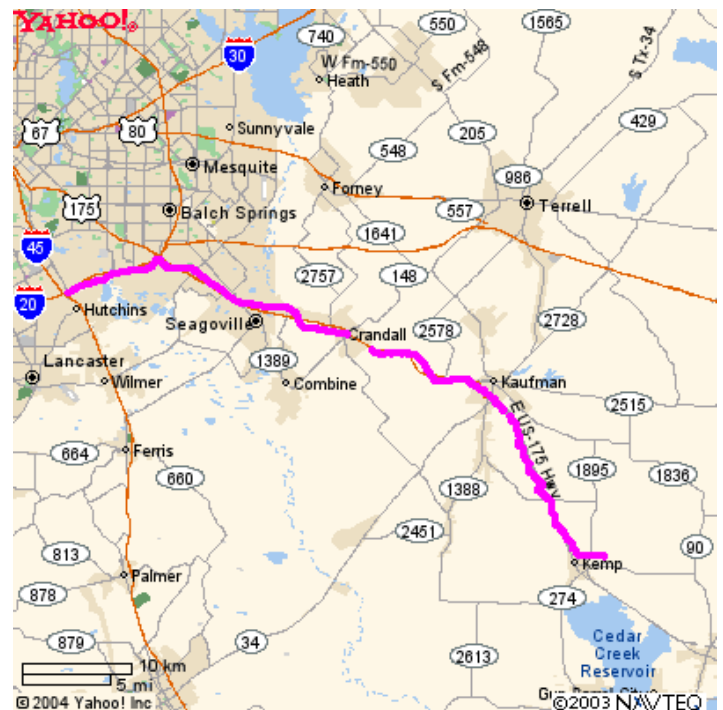 YAHOO!®
550
1565
740
30
W Fm-550
S Fm-548
S Tx-34
Heath
67
80
Sunnyvale
205
429
548
Mesquite
986
Forney
175
Balch Springs
557
Terrell
1641
45
2757
148
20
Hutchins
Seagoville
Crandall
2578
2728
1389
Lancaster
Wilmer
Combine
Kaufman
2515
E US-175 Hwy
664
Ferris
660
1895
1836
1388
2451
813
Palmer
90
Kemp
878
274
879
34
Cedar
Creek
Reservoir
2613
10 km
5 mi
© 2004 Yahoo! Inc
©2003 NAVTEQ